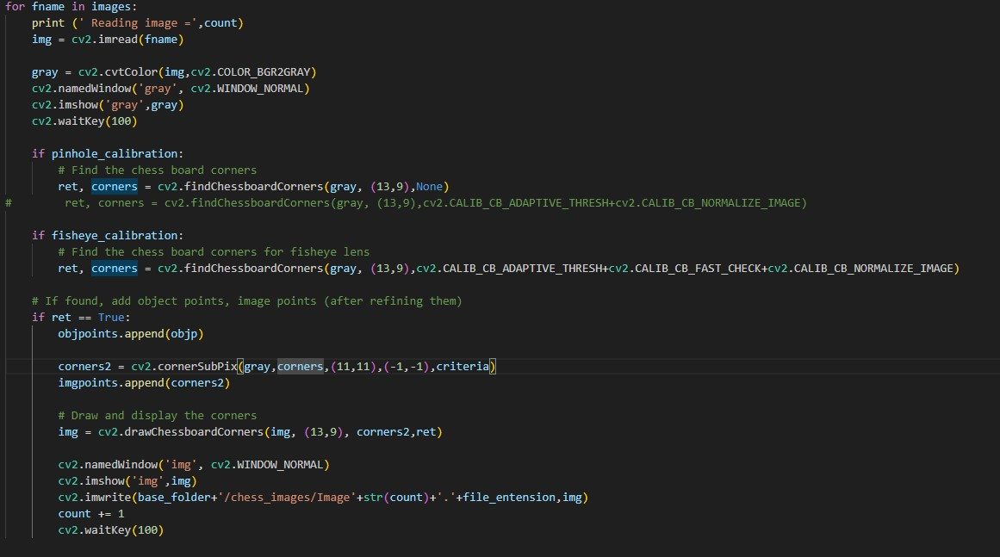 for fname in images:
    print (' Reading image =',count)
    img = cv2.imread(fname)

    gray = cv2.cvtColor(img,cv2.COLOR_BGR2GRAY)
    cv2.namedWindow('gray', cv2.WINDOW_NORMAL)
    cv2.imshow('gray',gray)
    cv2.waitKey(100)

    if pinhole_calibration:
        # Find the chess board corners
        ret, corners = cv2.findChessboardCorners(gray, (13,9),None)
#        ret, corners = cv2.findChessboardCorners(gray, (13,9),cv2.CALIB_CB_ADAPTIVE_THRESH+cv2.CALIB_CB_NORMALIZE_IMAGE)

    if fisheye_calibration:
        # Find the chess board corners for fisheye lens
        ret, corners = cv2.findChessboardCorners(gray, (13,9),cv2.CALIB_CB_ADAPTIVE_THRESH+cv2.CALIB_CB_FAST_CHECK+cv2.CALIB_CB_NORMALIZE_IMAGE)

    # If found, add object points, image points (after refining them)
    if ret == True:
        objpoints.append(objp)

        corners2 = cv2.cornerSubPix(gray,corners,(11,11),(-1,-1),criteria)
        imgpoints.append(corners2)

        # Draw and display the corners
        img = cv2.drawChessboardCorners(img, (13,9), corners2,ret)

        cv2.namedWindow('img', cv2.WINDOW_NORMAL)
        cv2.imshow('img',img)
        cv2.imwrite(base_folder+'/chess_images/Image'+str(count)+'.'+file_entension,img)
        count += 1
        cv2.waitKey(100)